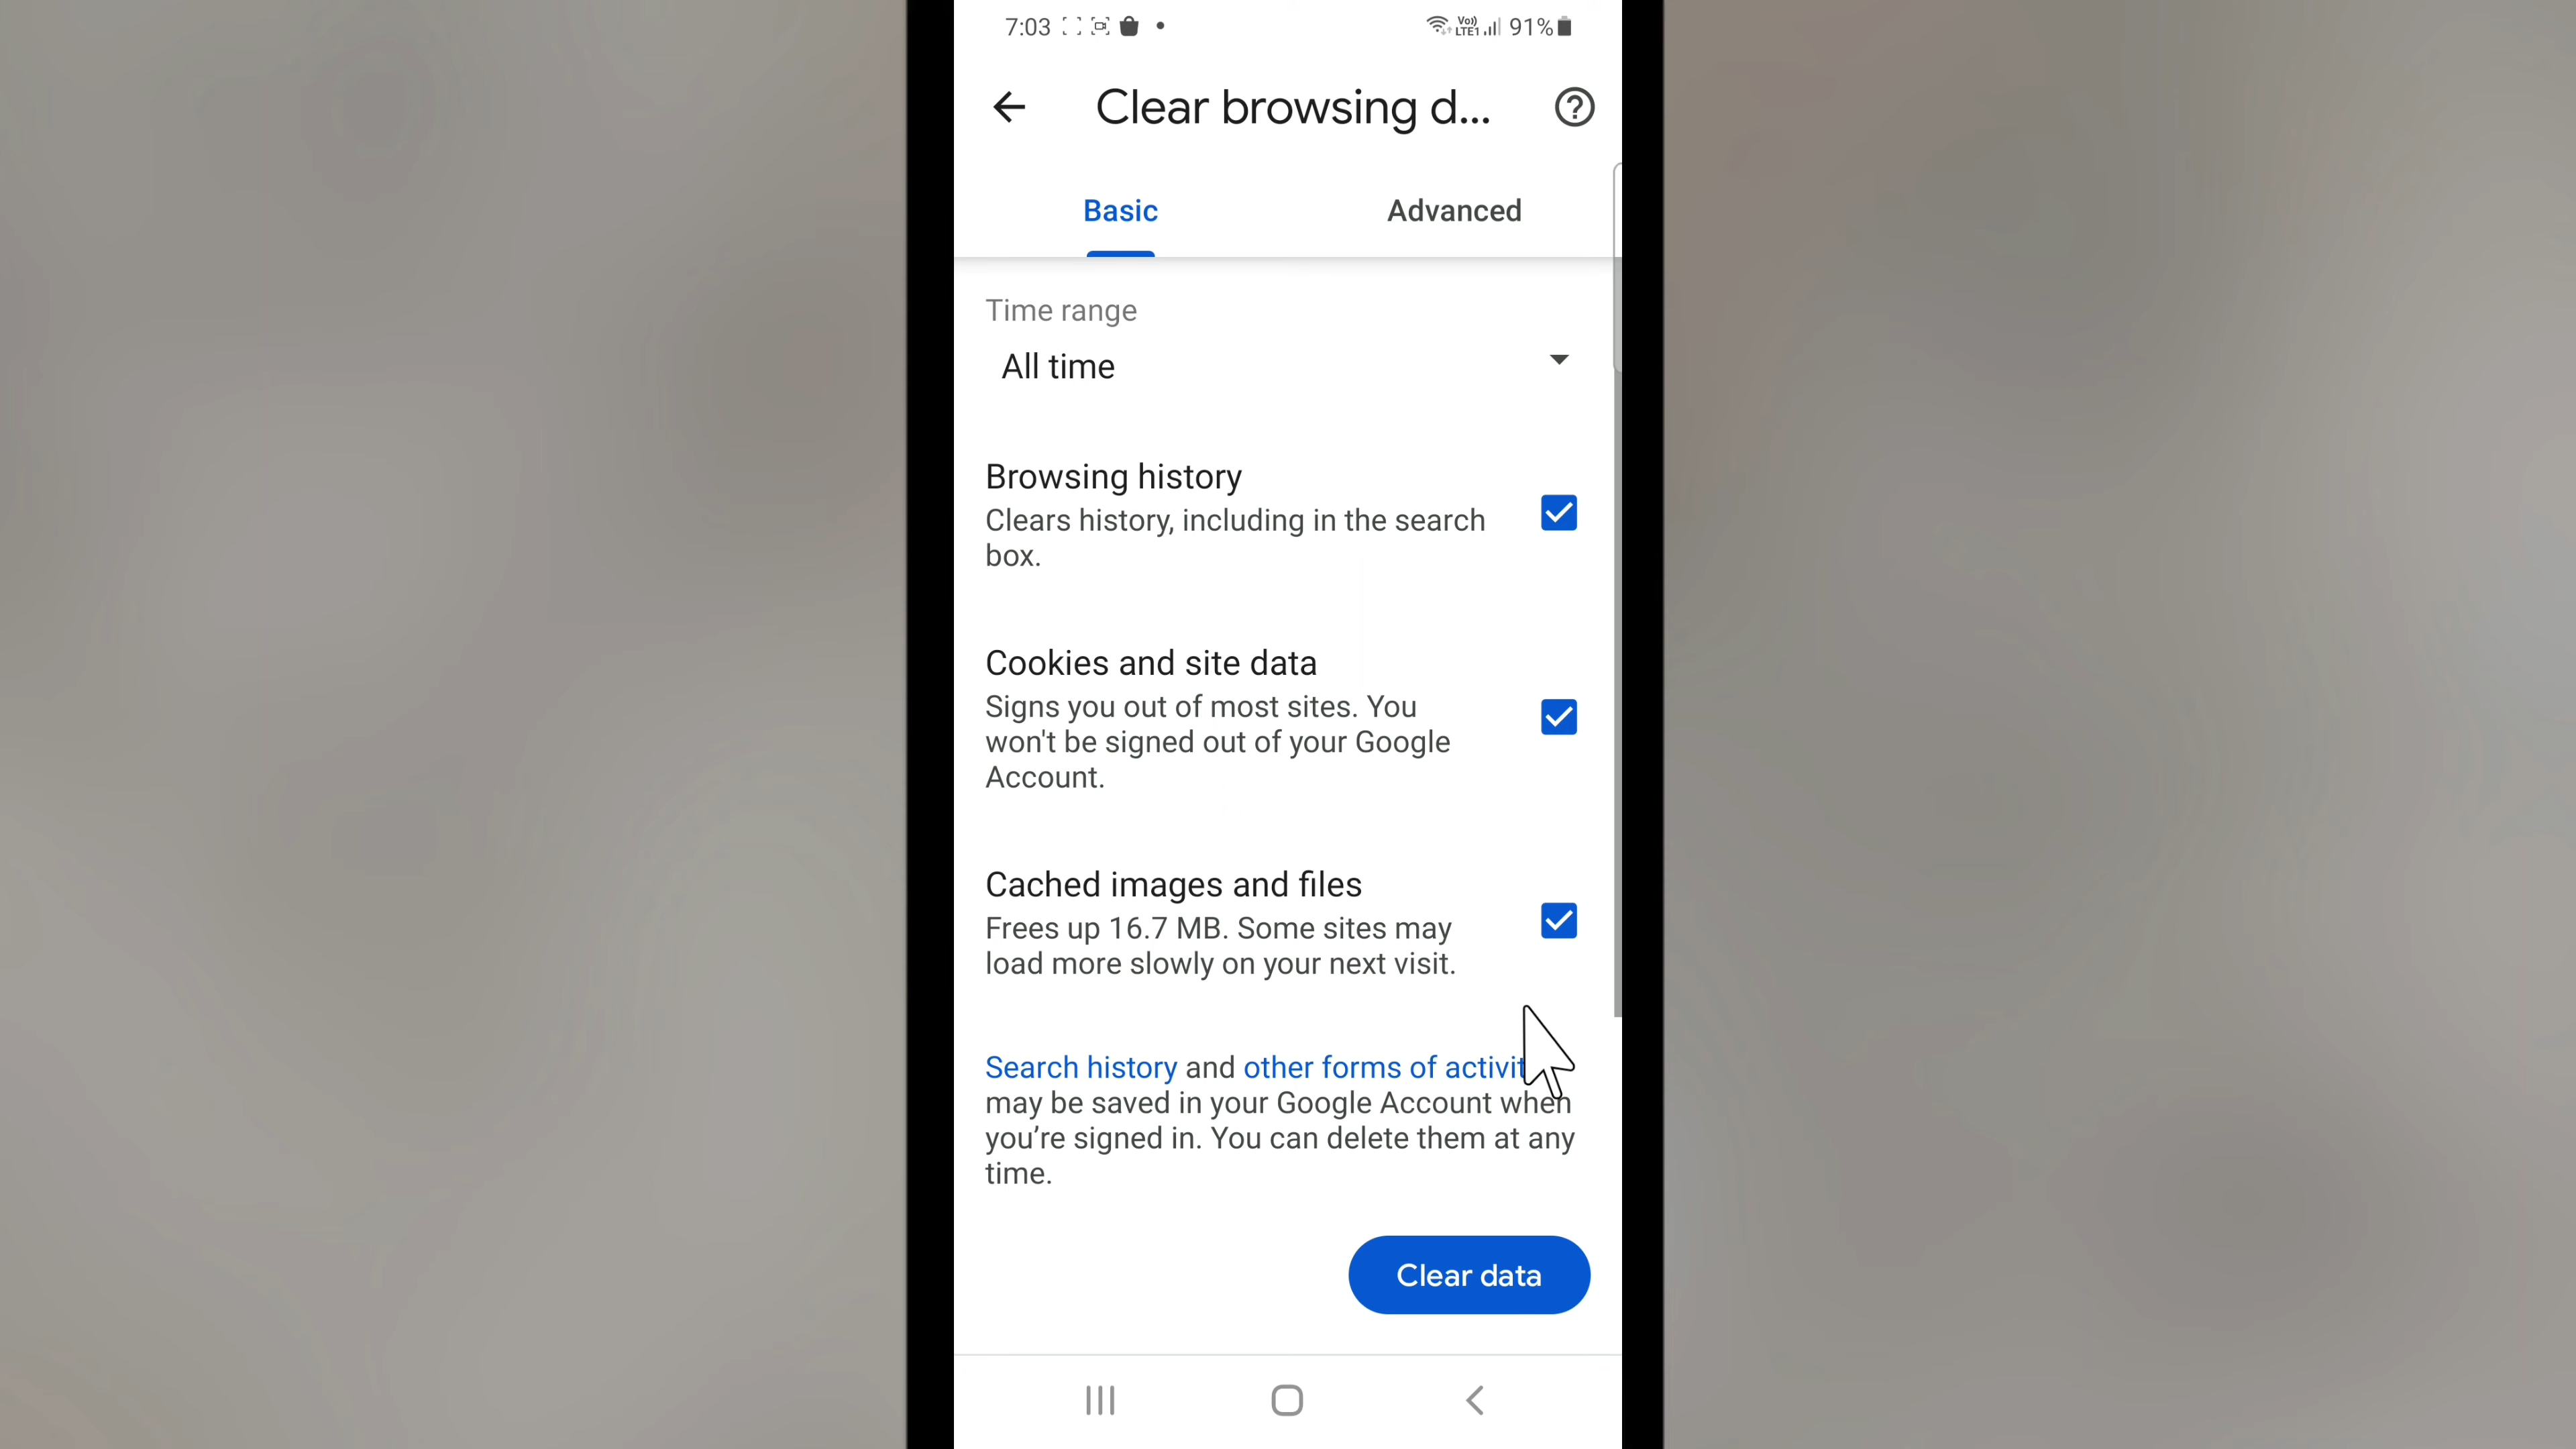 7:03 Vo)) LTE1 91%
Clear browsing d...
Basic Advanced
Time range
All time
Browsing history
Clears history, including in the search
box.
Cookies and site data
Signs you out of most sites. You
won't be signed out of your Google
Account.
Cached images and files
Frees up 16.7 MB. Some sites may
load more slowly on your next visit.
Search history and other forms of activit
may be saved in your Google Account when
you’re signed in. You can delete them at any
time.
Clear data